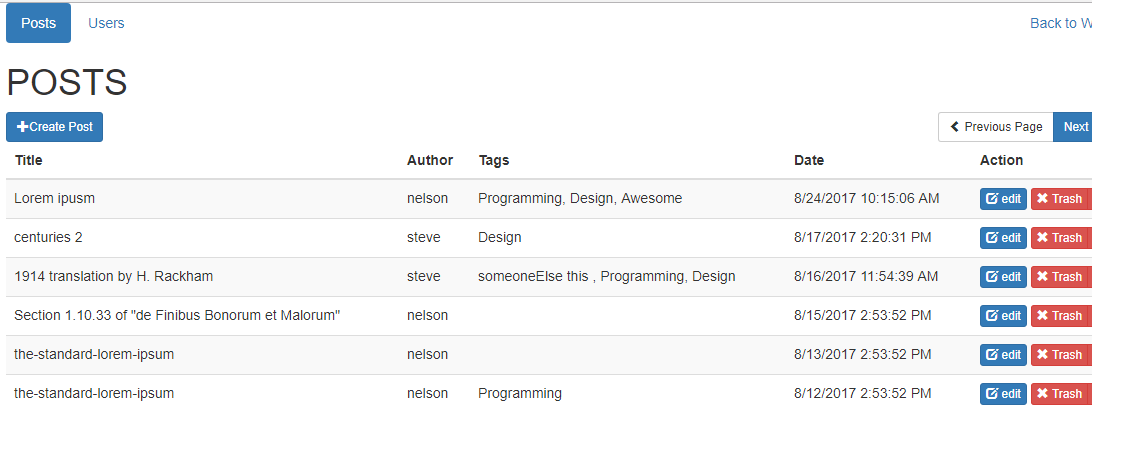 Posts Users Back to W
POSTS
Create Post Previous Page Next
Title Author Tags Date Action
Lorem ipusm nelson Programming, Design, Awesome 8/24/2017 10:15:06 AM edit Trash
centuries 2 steve Design 8/17/2017 2:20:31 PM edit Trash
1914 translation by H. Rackham steve someoneElse this , Programming, Design 8/16/2017 11:54:39 AM edit Trash
Section 1.10.33 of "de Finibus Bonorum et Malorum" nelson 8/15/2017 2:53:52 PM edit Trash
the-standard-lorem-ipsum nelson 8/13/2017 2:53:52 PM edit Trash
the-standard-lorem-ipsum nelson Programming 8/12/2017 2:53:52 PM edit Trash